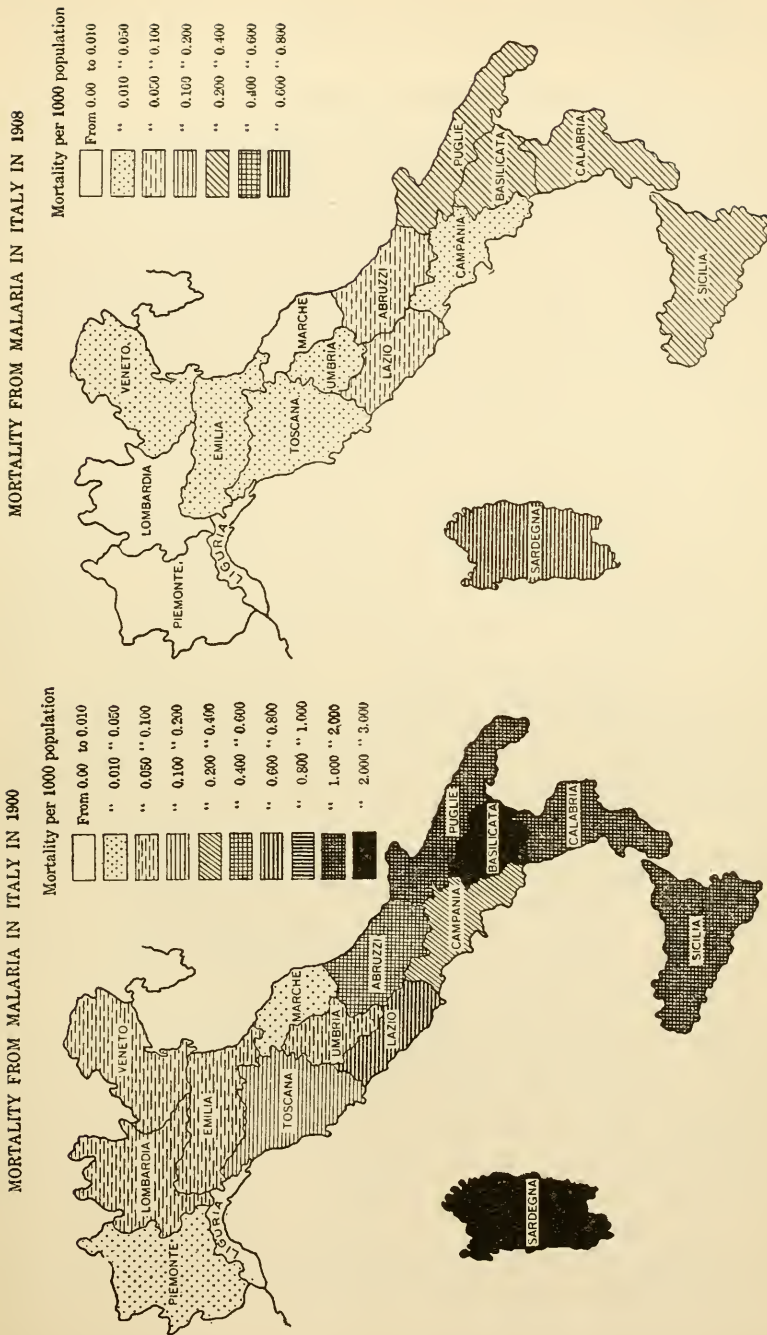 MORTALITY FROM MALARIA IN ITALY IN 1900
Mortality per 1000 population
From 0.00 to 0.010
" 0.010 " 0.050
" 0.050 " 0.100
" 0.100 " 0.200
" 0.200 " 0.400
" 0.400 " 0.600
" 0.600 " 0.800
" 0.800 " 1.000
" 1.000 " 2.000
" 2.000 " 3.000
PIEMONTE
LOMBARDIA
VENETO
LIGURIA
EMILIA
TOSCANA
MARCHE
UMBRIA
LAZIO
ABRUZZI
CAMPANIA
PUGLIE
BASILICATA
CALABRIA
SICILIA
SARDEGNA
MORTALITY FROM MALARIA IN ITALY IN 1908
Mortality per 1000 population
From 0.00 to 0.010
" 0.010 " 0.050
" 0.050 " 0.100
" 0.100 " 0.200
" 0.200 " 0.400
" 0.400 " 0.600
" 0.600 " 0.800
PIEMONTE
LOMBARDIA
VENETO
LIGURIA
EMILIA
TOSCANA
MARCHE
UMBRIA
LAZIO
ABRUZZI
CAMPANIA
PUGLIE
BASILICATA
CALABRIA
SICILIA
SARDEGNA